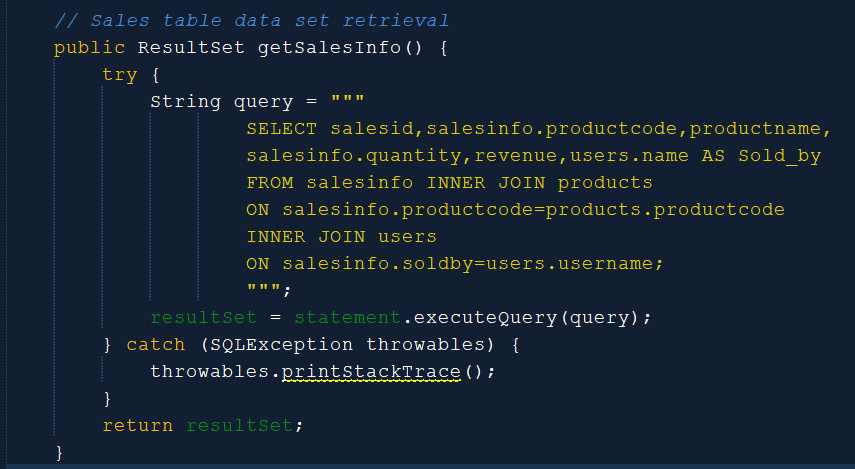 // Sales table data set retrieval
public ResultSet getSalesInfo() {
try {
String query = """
SELECT salesid,salesinfo.productcode,productname,
salesinfo.quantity,revenue,users.name AS Sold_by
FROM salesinfo INNER JOIN products
ON salesinfo.productcode=products.productcode
INNER JOIN users
ON salesinfo.soldby=users.username;
""";
resultSet = statement.executeQuery(query);
} catch (SQLException throwables) {
throwables.printStackTrace();
}
return resultSet;
}